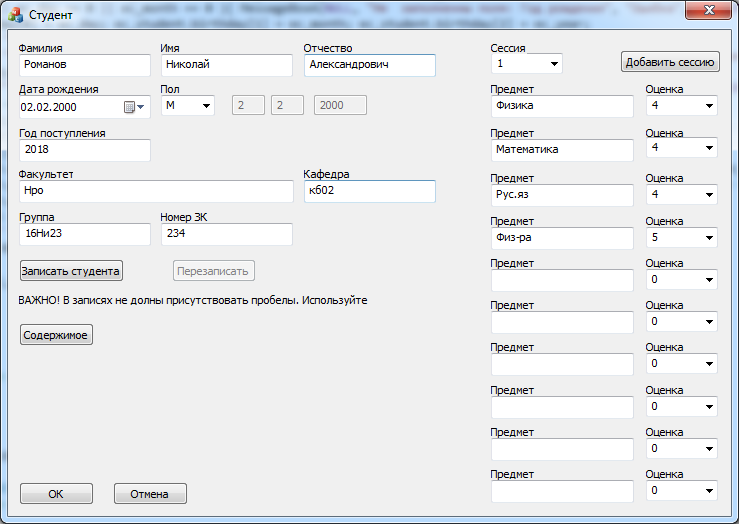 Студент
Фамилия Имя Отчество Сессия
Романов Николай Александрович 1 Добавить сессию
Дата рождения Пол Предмет Оценка
02.02.2000 М 2 2 2000 Физика 4
Год поступления Предмет Оценка
2018 Математика 4
Факультет Кафедра Предмет Оценка
Нро кб02 Рус.яз 4
Группа Номер ЗК Предмет Оценка
16Ни23 234 Физ-ра 5
Записать студента Перезаписать Предмет Оценка
0
ВАЖНО! В записях не долны присутствовать пробелы. Используйте Предмет Оценка
0
Содержимое Предмет Оценка
0
Предмет Оценка
0
Предмет Оценка
0
Предмет Оценка
OK Отмена 0